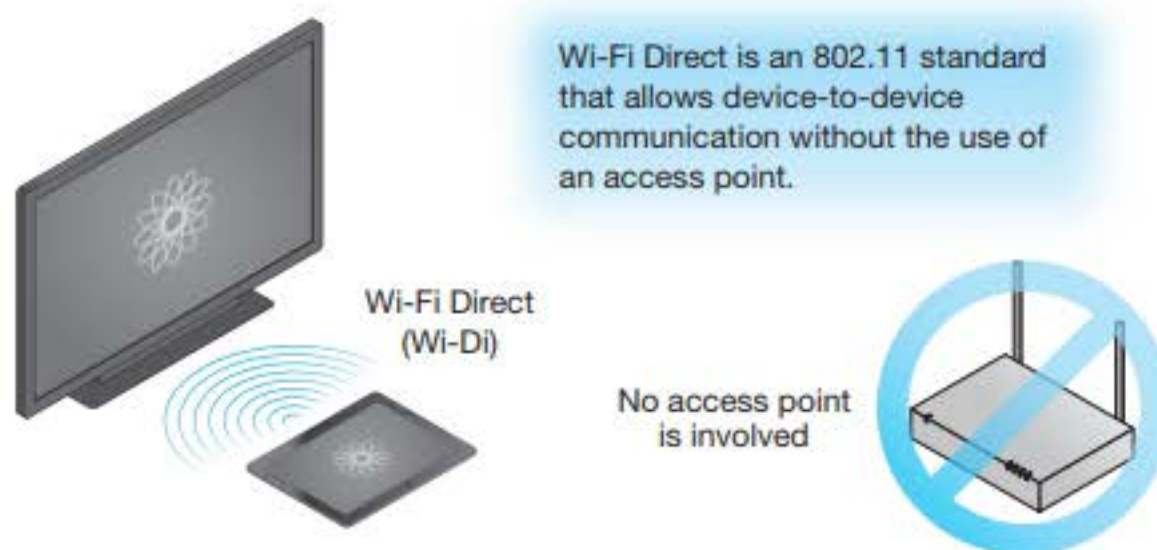 Wi-Fi Direct is an 802.11 standard
that allows device-to-device
communication without the use of
an access point.
Wi-Fi Direct
(Wi-Di)
No access point
is involved